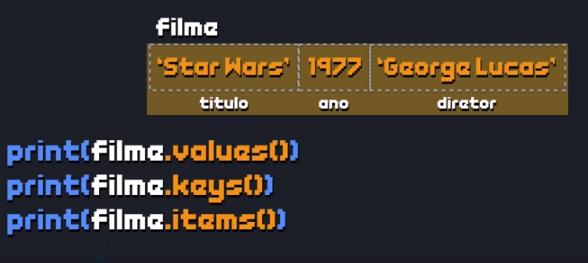 filme
'Star Wars' 1977 'George Lucas'
titulo ano diretor
print(filme.values())
print(filme.keys())
print(filme.items())